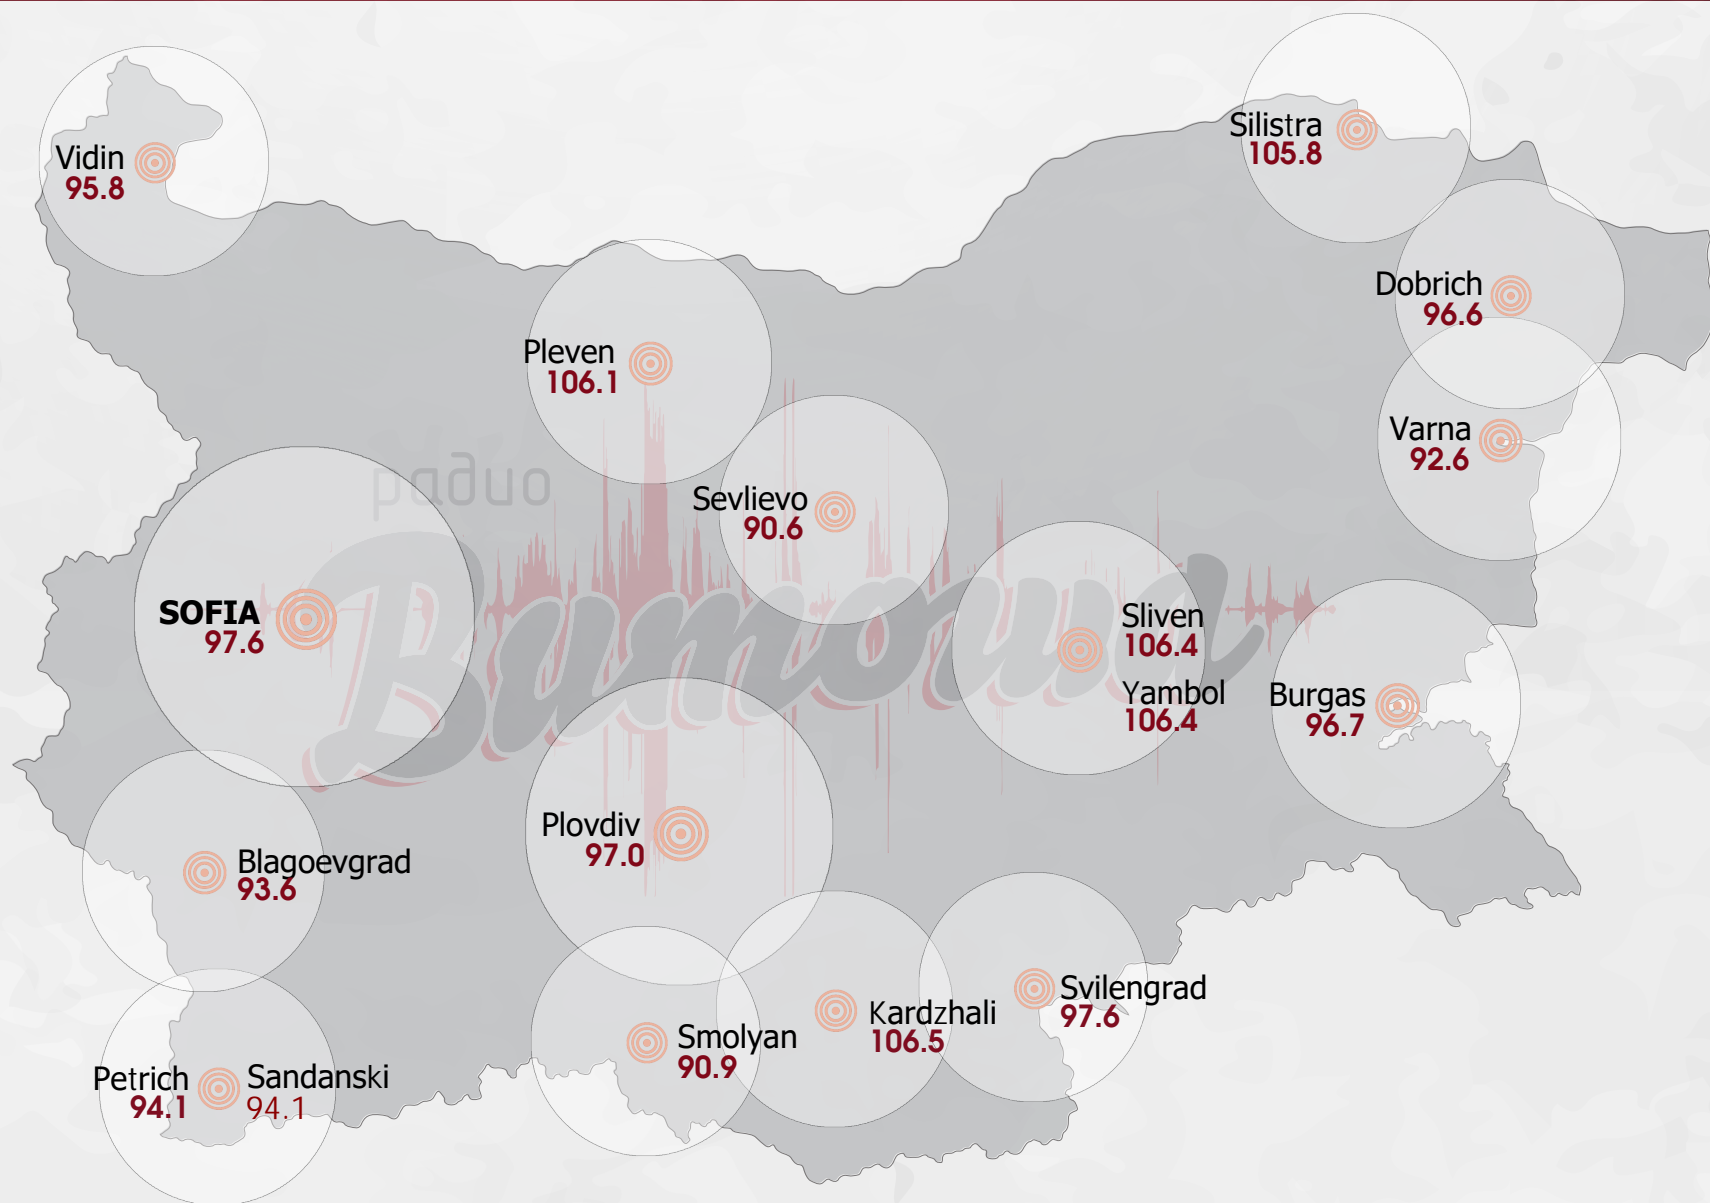 Silistra
105.8
Vidin
95.8
Dobrich
96.6
Pleven
106.1
Varna
92.6
радио
Витоша
Sevlievo
90.6
SOFIA
97.6
Sliven
106.4
Yambol
106.4
Burgas
96.7
Plovdiv
97.0
Blagoevgrad
93.6
Svilengrad
97.6
Kardzhali
106.5
Smolyan
90.9
Petrich
94.1
Sandanski
94.1